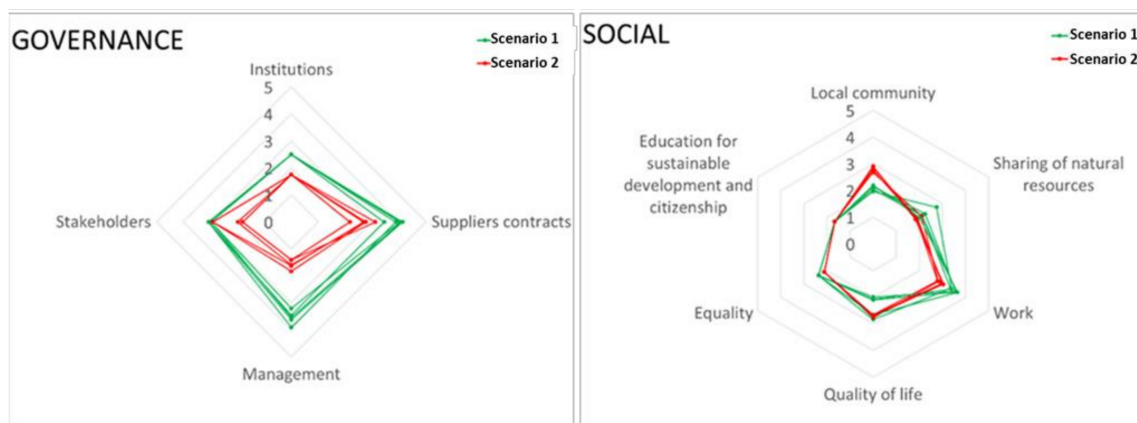 GOVERNANCE
Scenario 1
Scenario 2
Institutions
5
4
3
2
1
0
Stakeholders
Suppliers contracts
Management
SOCIAL
Scenario 1
Scenario 2
Local community
5
4
3
2
1
0
Education for
sustainable
development and
citizenship
Sharing of natural
resources
Equality
Work
Quality of life